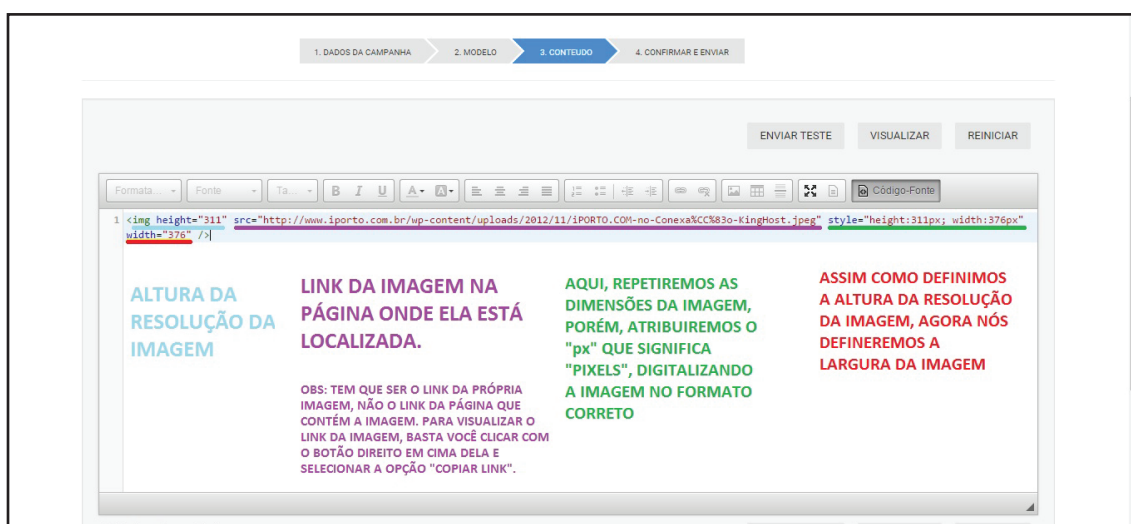 1. DADOS DA CAMPANHA 2. MODELO 3. CONTEUDO 4. CONFIRMAR E ENVIAR
ENVIAR TESTE VISUALIZAR REINICIAR
Formata... Fonte Ta... B I U A A Código-Fonte
1 <img height="311" src="http://www.iporto.com.br/wp-content/uploads/2012/11/iPORTO.COM-no-Conexa%CC%83o-KingHost.jpeg" style="height:311px; width:376px"
width="376" />
ALTURA DA
RESOLUÇÃO DA
IMAGEM
LINK DA IMAGEM NA
PÁGINA ONDE ELA ESTÁ
LOCALIZADA.
OBS: TEM QUE SER O LINK DA PRÓPRIA
IMAGEM, NÃO O LINK DA PÁGINA QUE
CONTÉM A IMAGEM. PARA VISUALIZAR O
LINK DA IMAGEM, BASTA VOCÊ CLICAR COM
O BOTÃO DIREITO EM CIMA DELA E
SELECIONAR A OPÇÃO "COPIAR LINK".
AQUI, REPETIREMOS AS
DIMENSÕES DA IMAGEM,
PORÉM, ATRIBUIREMOS O
"px" QUE SIGNIFICA
"PIXELS", DIGITALIZANDO
A IMAGEM NO FORMATO
CORRETO
ASSIM COMO DEFINIMOS
A ALTURA DA RESOLUÇÃO
DA IMAGEM, AGORA NÓS
DEFINEREMOS A
LARGURA DA IMAGEM